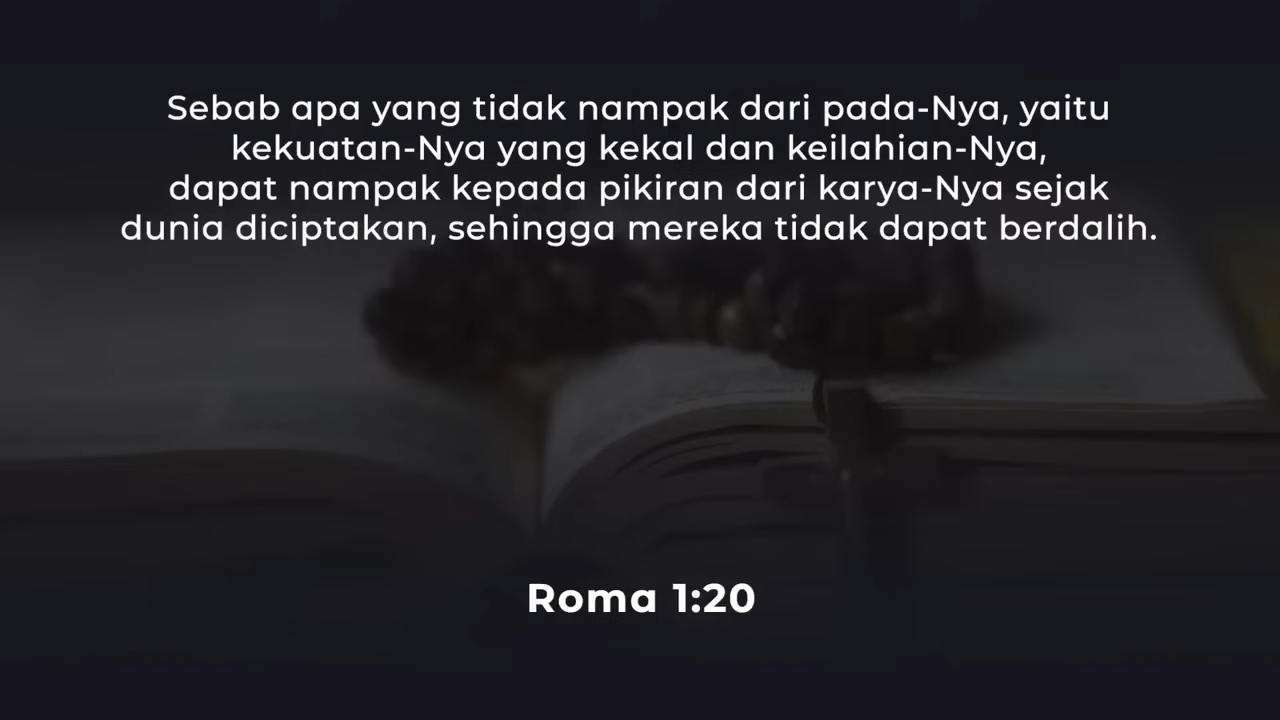 Sebab apa yang tidak nampak dari pada-Nya, yaitu
kekuatan-Nya yang kekal dan keilahian-Nya,
dapat nampak kepada pikiran dari karya-Nya sejak
dunia diciptakan, sehingga mereka tidak dapat berdalih.
Roma 1:20